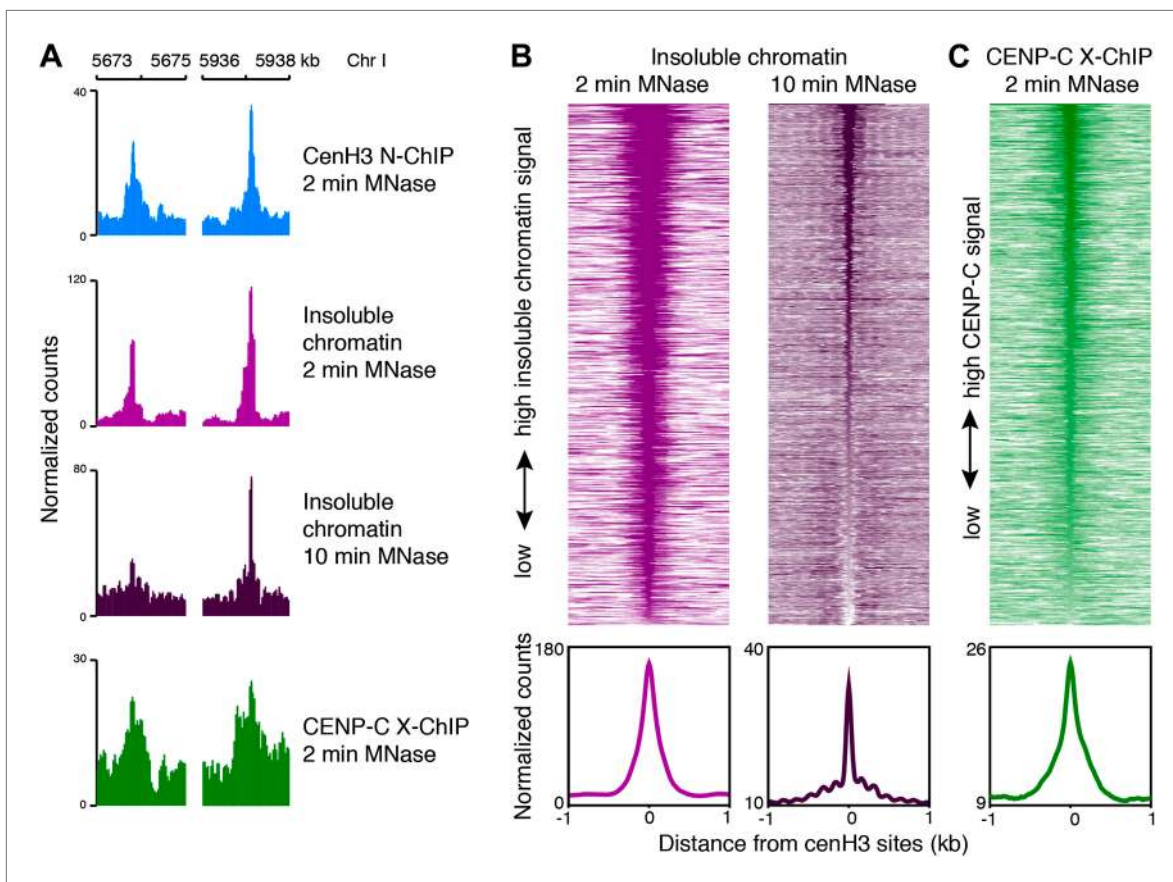 A
5673 5675 5936 5938 kb Chr I
Normalized counts
40
0
CenH3 N-ChIP
2 min MNase
120
0
Insoluble
chromatin
2 min MNase
80
0
Insoluble
chromatin
10 min MNase
30
0
CENP-C X-ChIP
2 min MNase
B
Insoluble chromatin
2 min MNase 10 min MNase
low high insoluble chromatin signal
Normalized counts
180
0
-1 0 1
40
10
-1 0 1
Distance from cenH3 sites (kb)
C
CENP-C X-ChIP
2 min MNase
low high CENP-C signal
26
9
-1 0 1